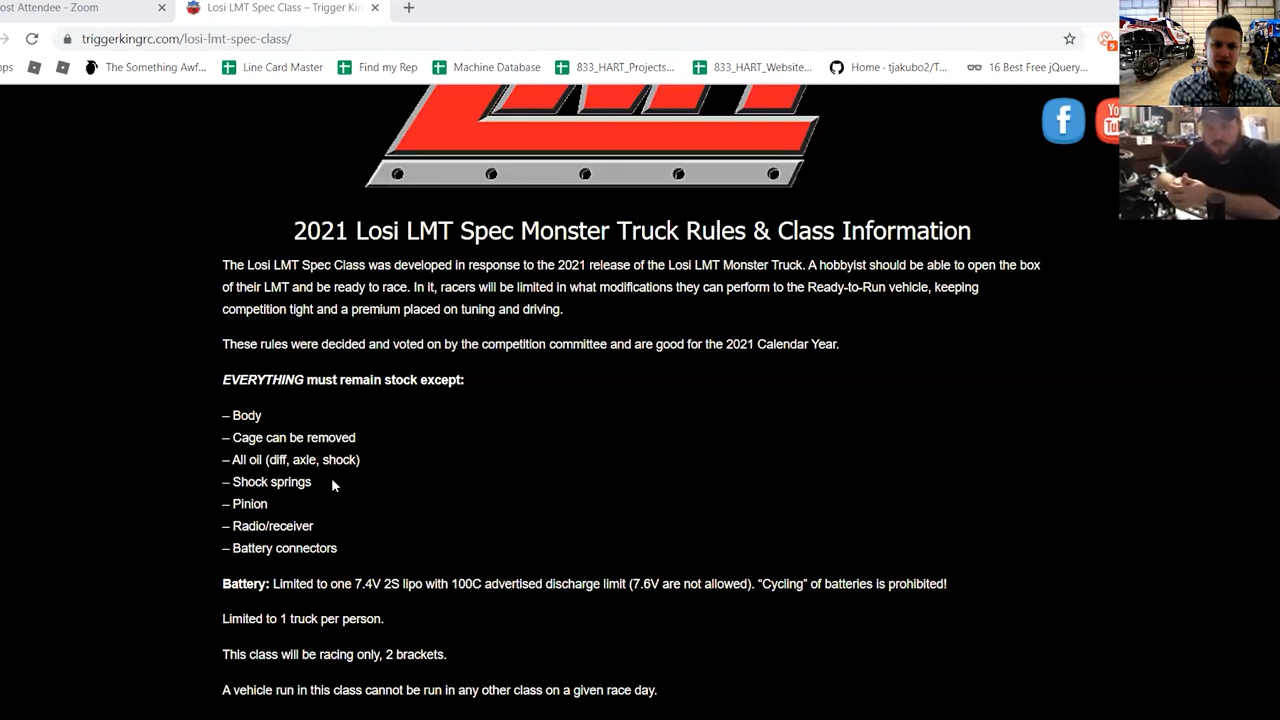 ost Attendee - Zoom
Losi LMT Spec Class – Trigger Kin
triggerkingrc.com/losi-lmt-spec-class/
9
ops
The Something Awf...
Line Card Master
Find my Rep
Machine Database
833_HART_Projects...
833_HART_Website...
Home · tjakubo2/T...
16 Best Free jQuery...
LMT
f
Yo
Tu
2021 Losi LMT Spec Monster Truck Rules & Class Information
The Losi LMT Spec Class was developed in response to the 2021 release of the Losi LMT Monster Truck. A hobbyist should be able to open the box
of their LMT and be ready to race. In it, racers will be limited in what modifications they can perform to the Ready-to-Run vehicle, keeping
competition tight and a premium placed on tuning and driving.
These rules were decided and voted on by the competition committee and are good for the 2021 Calendar Year.
EVERYTHING must remain stock except:
– Body
– Cage can be removed
– All oil (diff, axle, shock)
– Shock springs
– Pinion
– Radio/receiver
– Battery connectors
Battery: Limited to one 7.4V 2S lipo with 100C advertised discharge limit (7.6V are not allowed). “Cycling” of batteries is prohibited!
Limited to 1 truck per person.
This class will be racing only, 2 brackets.
A vehicle run in this class cannot be run in any other class on a given race day.